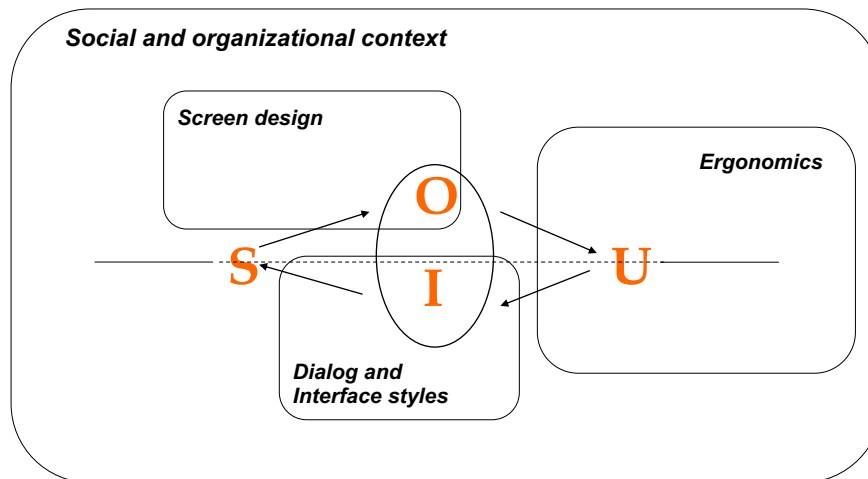 Social and organizational context
Screen design
Ergonomics
O
S
U
I
Dialog and
Interface styles